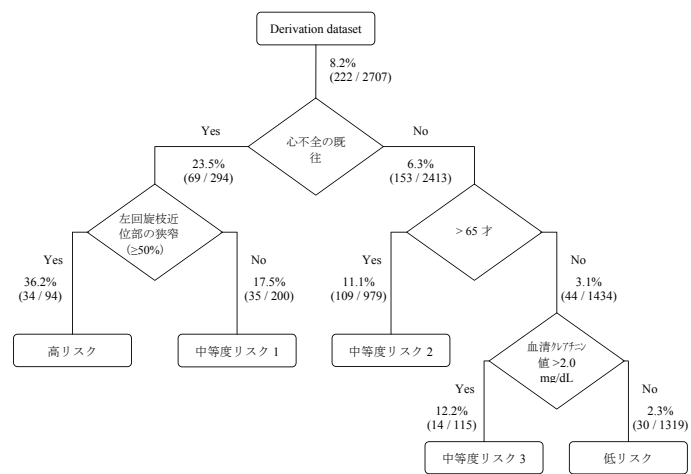 Derivation dataset
8.2%
(222 / 2707)
心不全の既
往
Yes
No
23.5%
(69 / 294)
6.3%
(153 / 2413)
左回旋枝近
位部の狭窄
(≥50%)
> 65 才
Yes
No
Yes
No
36.2%
(34 / 94)
17.5%
(35 / 200)
11.1%
(109 / 979)
3.1%
(44 / 1434)
高リスク
中等度リスク 1
中等度リスク 2
血清ｸﾚｱﾁﾆﾝ
値 >2.0
mg/dL
Yes
No
12.2%
(14 / 115)
2.3%
(30 / 1319)
中等度リスク 3
低リスク